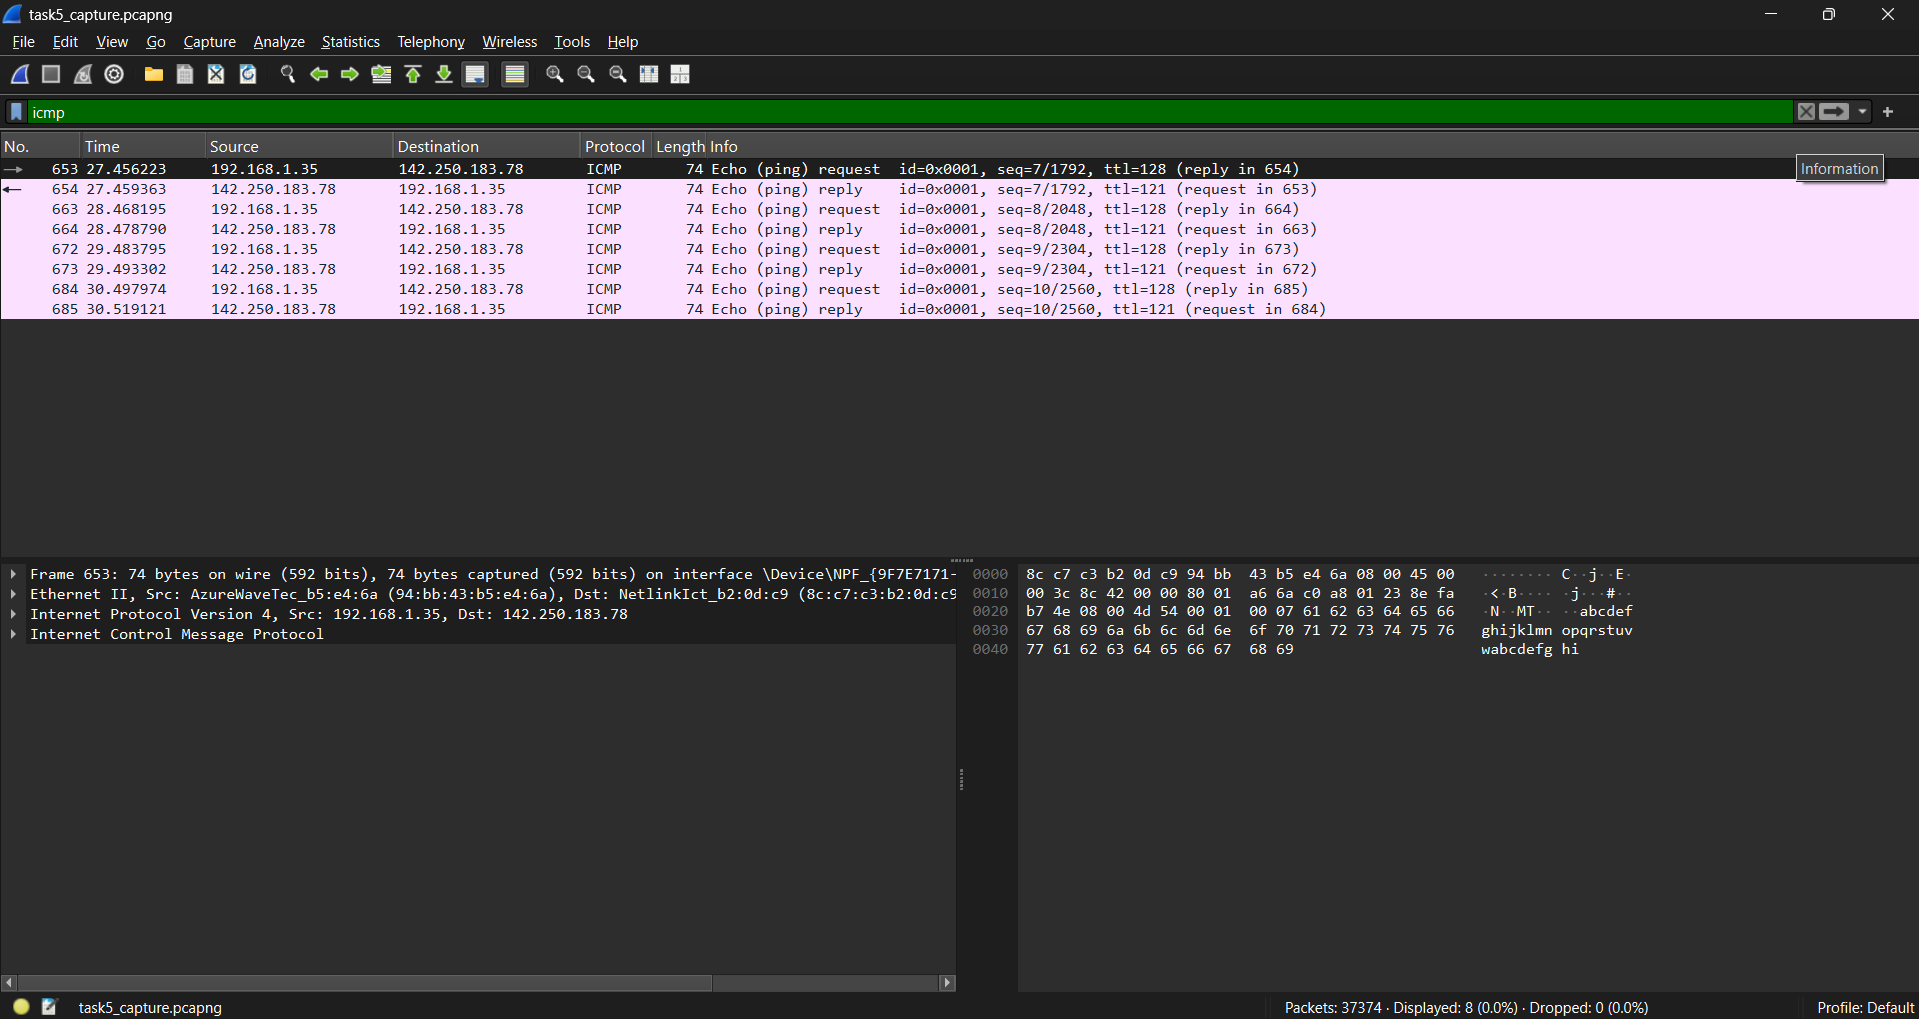 task5_capture.pcapng
File Edit View Go Capture Analyze Statistics Telephony Wireless Tools Help
icmp
No. Time Source Destination Protocol Length Info
653 27.456223 192.168.1.35 142.250.183.78 ICMP 74 Echo (ping) request id=0x0001, seq=7/1792, ttl=128 (reply in 654)
Information
654 27.459363 142.250.183.78 192.168.1.35 ICMP 74 Echo (ping) reply id=0x0001, seq=7/1792, ttl=121 (request in 653)
663 28.468195 192.168.1.35 142.250.183.78 ICMP 74 Echo (ping) request id=0x0001, seq=8/2048, ttl=128 (reply in 664)
664 28.478790 142.250.183.78 192.168.1.35 ICMP 74 Echo (ping) reply id=0x0001, seq=8/2048, ttl=121 (request in 663)
672 29.483795 192.168.1.35 142.250.183.78 ICMP 74 Echo (ping) request id=0x0001, seq=9/2304, ttl=128 (reply in 673)
673 29.493302 142.250.183.78 192.168.1.35 ICMP 74 Echo (ping) reply id=0x0001, seq=9/2304, ttl=121 (request in 672)
684 30.497974 192.168.1.35 142.250.183.78 ICMP 74 Echo (ping) request id=0x0001, seq=10/2560, ttl=128 (reply in 685)
685 30.519121 142.250.183.78 192.168.1.35 ICMP 74 Echo (ping) reply id=0x0001, seq=10/2560, ttl=121 (request in 684)
Frame 653: 74 bytes on wire (592 bits), 74 bytes captured (592 bits) on interface \Device\NPF_{9F7E7171-
Ethernet II, Src: AzureWaveTec_b5:e4:6a (94:bb:43:b5:e4:6a), Dst: NetlinkIct_b2:0d:c9 (8c:c7:c3:b2:0d:c9
Internet Protocol Version 4, Src: 192.168.1.35, Dst: 142.250.183.78
Internet Control Message Protocol
0000 8c c7 c3 b2 0d c9 94 bb 43 b5 e4 6a 08 00 45 00 ········ C··j··E·
0010 00 3c 8c 42 00 00 80 01 a6 6a c0 a8 01 23 8e fa ·<·B···· ·j···#··
0020 b7 4e 08 00 4d 54 00 01 00 07 61 62 63 64 65 66 ·N··MT·· ··abcdef
0030 67 68 69 6a 6b 6c 6d 6e 6f 70 71 72 73 74 75 76 ghijklmn opqrstuv
0040 77 61 62 63 64 65 66 67 68 69 wabcdefg hi
task5_capture.pcapng Packets: 37374 · Displayed: 8 (0.0%) · Dropped: 0 (0.0%) Profile: Default